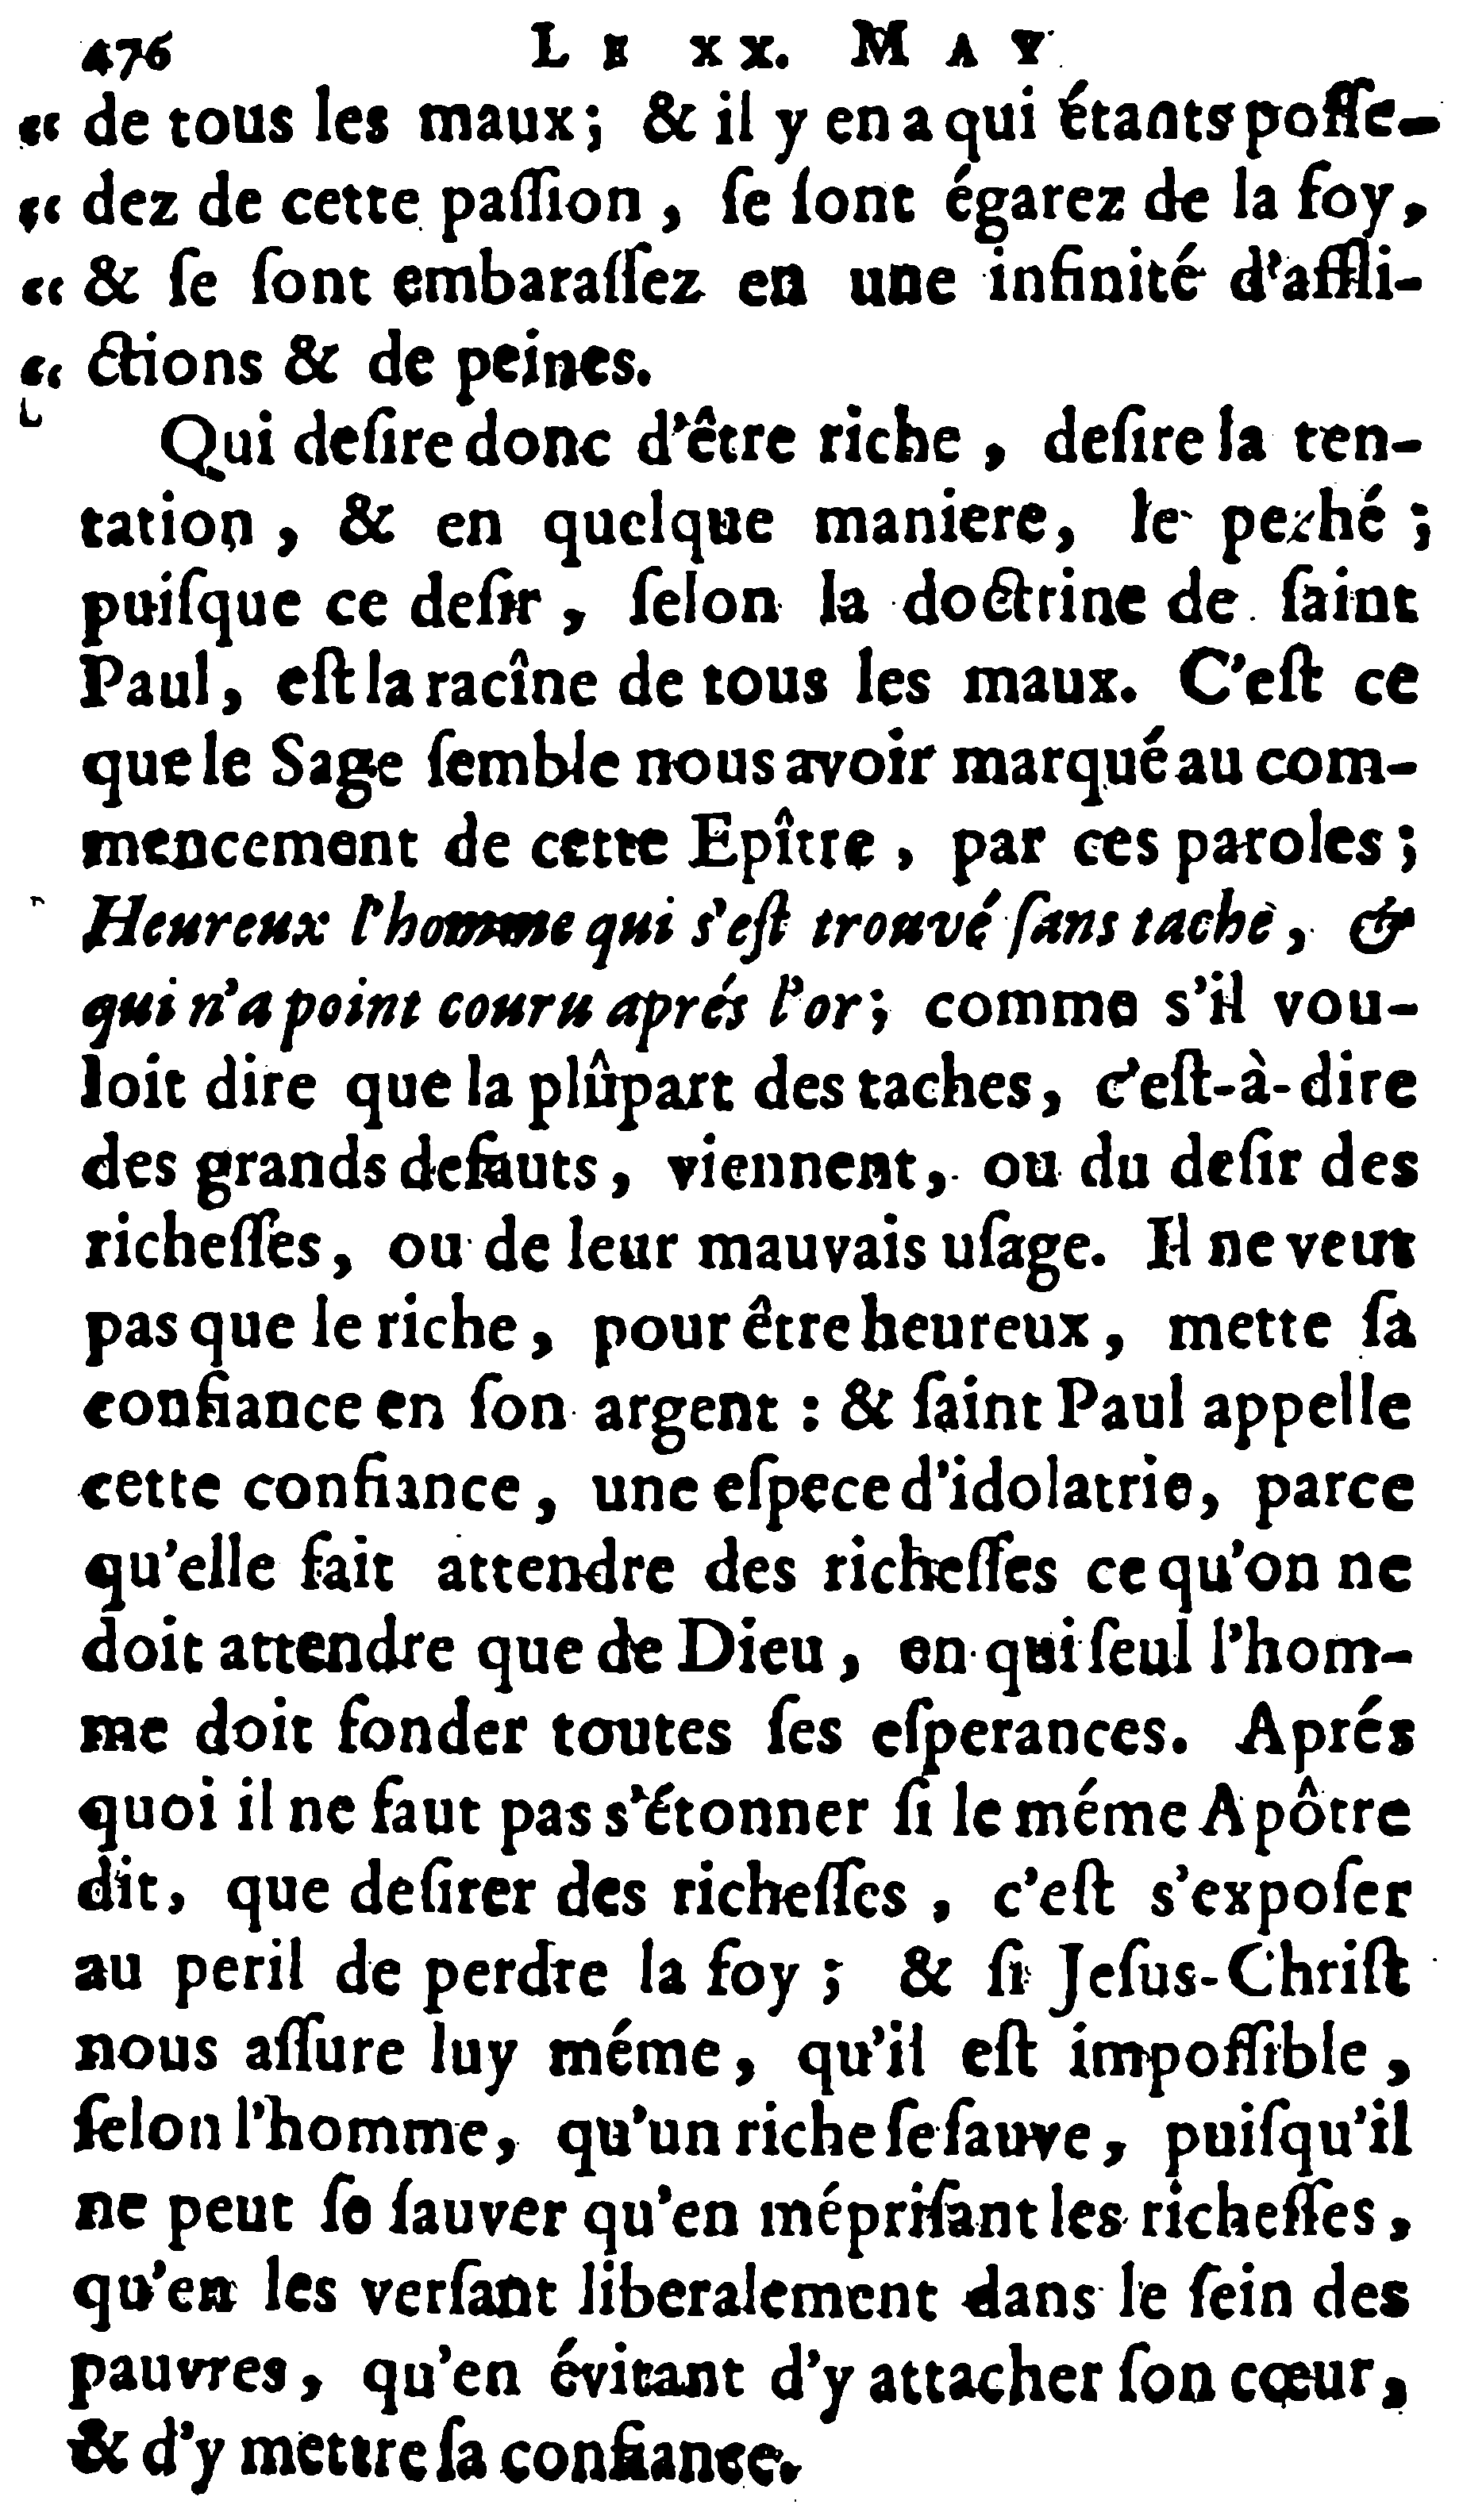 476 LE XX. MAY
“ de tous les maux; & il y en a qui étants poſſe-
“ dez de cette paſſion, ſe ſont égarez de la foy,
“ & ſe ſont embaraſſez en une infinité d'affli-
“ ctions & de peines.
Qui deſire donc d'être riche, deſire la ten-
tation, & en quelque maniere, le peché;
puiſque ce deſir, ſelon la doctrine de ſaint
Paul, eſt la racîne de tous les maux. C'eſt ce
que le Sage ſemble nous avoir marqué au com-
mencement de cette Epître, par ces paroles;
Heureux l'homme qui s'eſt trouvé ſans tache, &
qui n'a point couru aprés l'or; comme s'il vou-
loit dire que la plûpart des taches, c'eſt-à-dire
des grands defauts, viennent, ou du deſir des
richeſſes, ou de leur mauvais uſage. Il ne veut
pas que le riche, pour être heureux, mette ſa
confiance en ſon argent : & ſaint Paul appelle
cette confiance, une eſpece d'idolatrie, parce
qu'elle fait attendre des richeſſes ce qu'on ne
doit attendre que de Dieu, en qui ſeul l'hom-
me doit fonder toutes ſes eſperances. Aprés
quoi il ne faut pas s'étonner ſi le méme Apôtre
dit, que deſirer des richeſſes, c'eſt s'expoſer
au peril de perdre la foy; & ſi Jeſus-Chriſt
nous aſſure luy méme, qu'il eſt impoſſible,
ſelon l'homme, qu'un riche ſe ſauve, puiſqu'il
ne peut ſe ſauver qu'en mépriſant les richeſſes,
qu'en les verſant liberalement dans le ſein des
pauvres, qu'en évitant d'y attacher ſon cœur,
& d'y mettre ſa confiance.